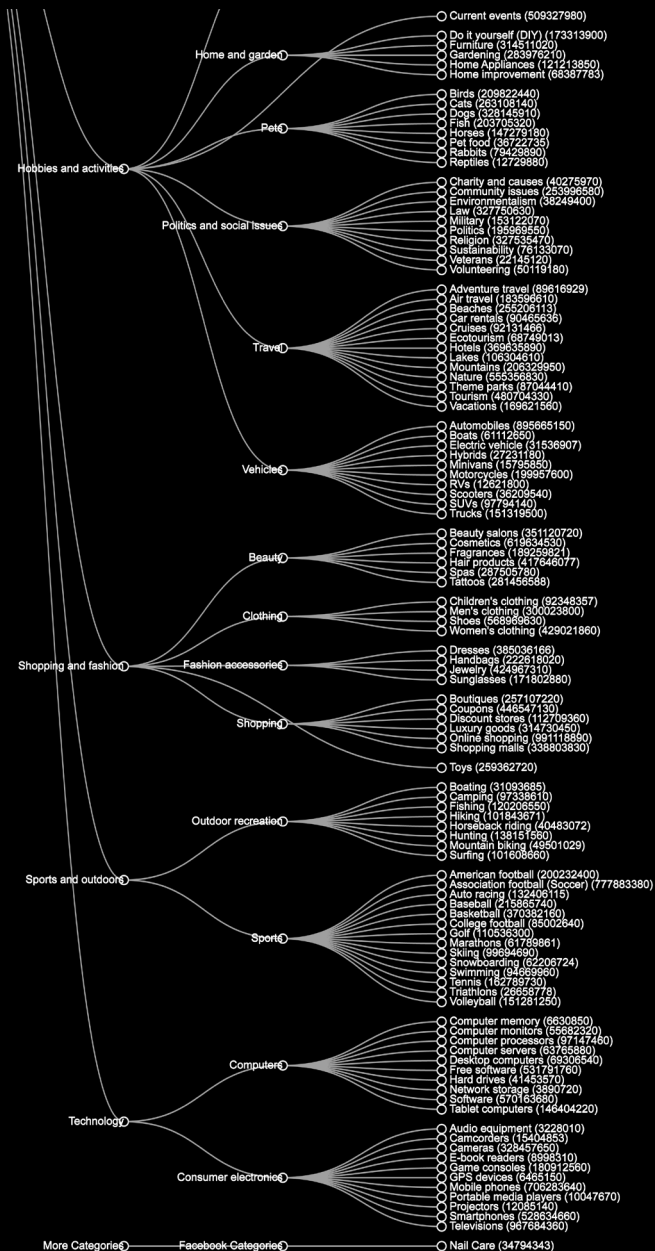 Current events (509327980)
Home and garden
Do it yourself (DIY) (173313900)
Furniture (314511020)
Gardening (283976210)
Home Appliances (121213850)
Home improvement (68387783)
Pets
Birds (209822440)
Cats (263108140)
Dogs (328145910)
Fish (203705320)
Horses (147279180)
Pet food (36722735)
Rabbits (79429890)
Reptiles (12729880)
Hobbies and activities
Politics and social issues
Charity and causes (40275970)
Community issues (253996580)
Environmentalism (38249400)
Law (327750630)
Military (153122070)
Politics (195969550)
Religion (327535470)
Sustainability (76133070)
Veterans (22145120)
Volunteering (50119180)
Travel
Adventure travel (89616929)
Air travel (183596610)
Beaches (255206113)
Car rentals (90465636)
Cruises (92131466)
Ecotourism (68749013)
Hotels (369635890)
Lakes (106304610)
Mountains (206329950)
Nature (555356830)
Theme parks (87044410)
Tourism (480704330)
Vacations (169621560)
Vehicles
Automobiles (895665150)
Boats (61112650)
Electric vehicle (31536907)
Hybrids (27231180)
Minivans (15795850)
Motorcycles (199957600)
RVs (12621800)
Scooters (36209540)
SUVs (97794140)
Trucks (151319500)
Beauty
Beauty salons (351120720)
Cosmetics (619634530)
Fragrances (189259821)
Hair products (417646077)
Spas (287505780)
Tattoos (281456588)
Clothing
Children's clothing (92348357)
Men's clothing (300023800)
Shoes (568969630)
Women's clothing (429021860)
Shopping and fashion
Fashion accessories
Dresses (385036166)
Handbags (222618020)
Jewelry (424967310)
Sunglasses (171802880)
Shopping
Boutiques (257107220)
Coupons (446547130)
Discount stores (112709360)
Luxury goods (314730450)
Online shopping (991118890)
Shopping malls (338803830)
Toys (259362720)
Outdoor recreation
Boating (31093685)
Camping (97338610)
Fishing (120206550)
Hiking (101843671)
Horseback riding (40483072)
Hunting (138151560)
Mountain biking (49501029)
Surfing (101608660)
Sports and outdoors
Sports
American football (200232400)
Association football (Soccer) (777883380)
Auto racing (132406115)
Baseball (215865740)
Basketball (370382160)
College football (85002640)
Golf (110536300)
Marathons (61789861)
Skiing (99694690)
Snowboarding (62206724)
Swimming (94669960)
Tennis (162789730)
Triathlons (26658778)
Volleyball (151281250)
Computers
Computer memory (6630850)
Computer monitors (55682320)
Computer processors (97147460)
Computer servers (63765880)
Desktop computers (69306540)
Free software (531791760)
Hard drives (41453570)
Network storage (3890720)
Software (570163680)
Tablet computers (146404220)
Technology
Consumer electronics
Audio equipment (3228010)
Camcorders (15404853)
Cameras (328457650)
E-book readers (8998310)
Game consoles (180912560)
GPS devices (6465150)
Mobile phones (706283640)
Portable media players (10047670)
Projectors (12085140)
Smartphones (528634660)
Televisions (967684360)
More Categories
Facebook Categories
Nail Care (34794343)